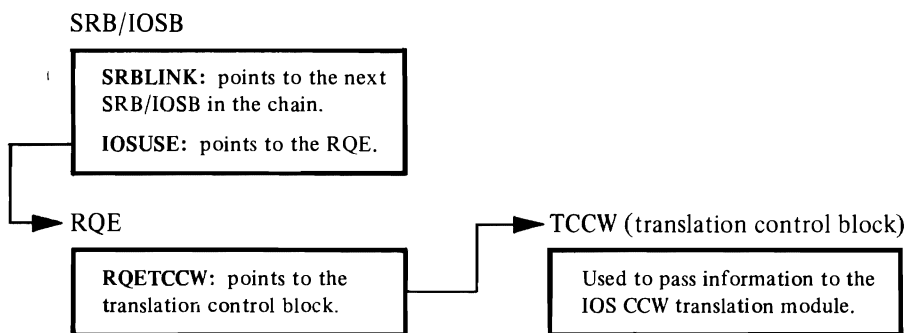 SRB/IOSB
SRBLINK: points to the next
SRB/IOSB in the chain.
IOSUSE: points to the RQE.
RQE
TCCW (translation control block)
RQETCCW: points to the
translation control block.
Used to pass information to the
IOS CCW translation module.